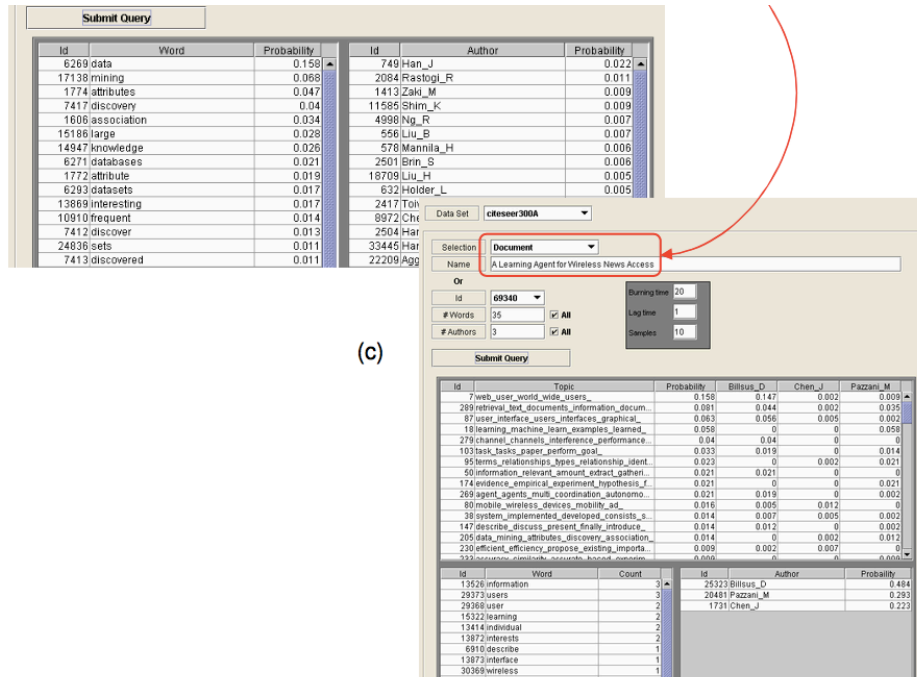 Submit Query
Id Word Probability Id Author Probability
6269 data 0.158 749 Han_J 0.022
17138 mining 0.068 2084 Rastogi_R 0.011
1774 attributes 0.047 1413 Zaki_M 0.009
7417 discovery 0.04 11585 Shim_K 0.009
1606 association 0.034 4998 Ng_R 0.007
15186 large 0.028 556 Liu_B 0.007
14947 knowledge 0.026 578 Mannila_H 0.006
6271 databases 0.021 2501 Brin_S 0.006
1772 attribute 0.019 18709 Liu_H 0.005
6293 datasets 0.017 632 Holder_L 0.005
13869 interesting 0.017 2417 Toiv
10910 frequent 0.014 8972 Che
7412 discover 0.013 2504 Har
24836 sets 0.011 33445 Har
7413 discovered 0.011 22209 Agg
Data Set citeseer300A
Selection Document
Name A Learning Agent for Wireless News Access
Or
Id 69340
# Words 35 All
# Authors 3 All
Burning time 20
Lag time 1
Samples 10
(c)
Submit Query
Id Topic Probability Billsus_D Chen_J Pazzani_M
7 web_user_world_wide_users_ 0.158 0.147 0.002 0.009
289 retrieval_text_documents_information_docum... 0.081 0.044 0.002 0.035
87 user_interface_users_interfaces_graphical_ 0.063 0.056 0.005 0.002
18 learning_machine_learn_examples_learned_ 0.058 0 0 0.058
279 channel_channels_interference_performance... 0.04 0.04 0 0
103 task_tasks_paper_perform_goal_ 0.033 0.019 0 0.014
95 terms_relationships_types_relationship_ident... 0.023 0 0.002 0.021
50 information_relevant_amount_extract_gatheri... 0.021 0.021 0 0
174 evidence_empirical_experiment_hypothesis_f... 0.021 0 0 0.021
269 agent_agents_multi_coordination_autonomo... 0.021 0.019 0 0.002
80 mobile_wireless_devices_mobility_ad_ 0.016 0.005 0.012 0
38 system_implemented_developed_consists_s... 0.014 0.007 0.005 0.002
147 describe_discuss_present_finally_introduce_ 0.014 0.012 0 0.002
205 data_mining_attributes_discovery_association_ 0.014 0 0.002 0.012
230 efficient_efficiency_propose_existing_importa... 0.009 0.002 0.007 0
Id Word Count Id Author Probaility
13526 information 3 25323 Billsus_D 0.484
29373 users 3 20481 Pazzani_M 0.293
29368 user 2 1731 Chen_J 0.223
15322 learning 2
13414 individual 2
13872 interests 2
6910 describe 1
13873 interface 1
30369 wireless 1